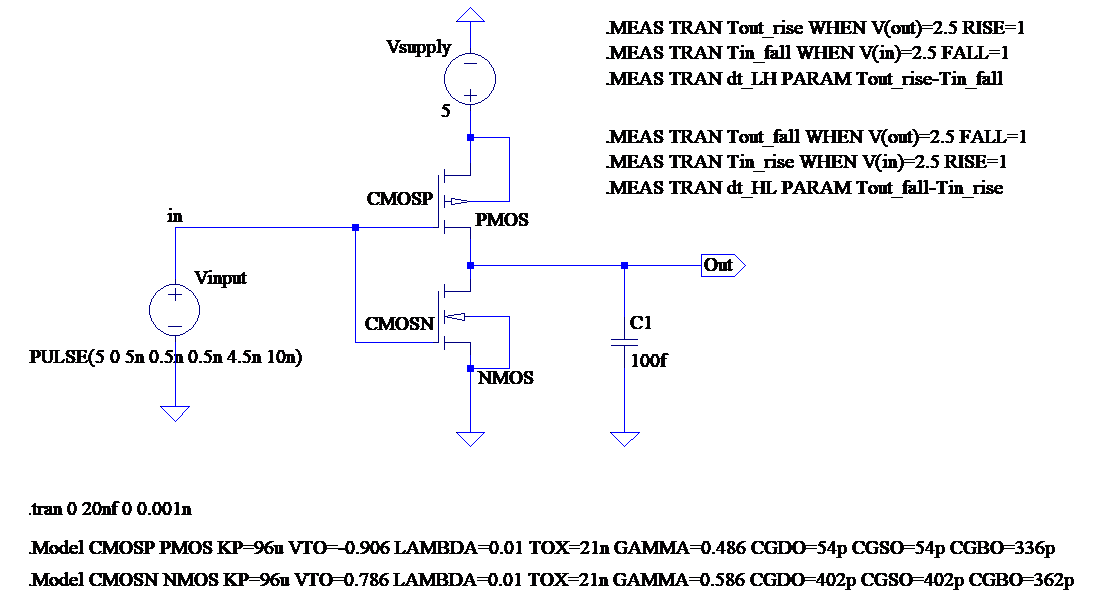 Vsupply
5
.MEAS TRAN Tout_rise WHEN V(out)=2.5 RISE=1
.MEAS TRAN Tin_fall WHEN V(in)=2.5 FALL=1
.MEAS TRAN dt_LH PARAM Tout_rise-Tin_fall
.MEAS TRAN Tout_fall WHEN V(out)=2.5 FALL=1
.MEAS TRAN Tin_rise WHEN V(in)=2.5 RISE=1
.MEAS TRAN dt_HL PARAM Tout_fall-Tin_rise
CMOSP
PMOS
in
Vinput
PULSE(5 0 5n 0.5n 0.5n 4.5n 10n)
Out
CMOSN
NMOS
C1
100f
.tran 0 20nf 0 0.001n
.Model CMOSP PMOS KP=96u VTO=-0.906 LAMBDA=0.01 TOX=21n GAMMA=0.486 CGDO=54p CGSO=54p CGBO=336p
.Model CMOSN NMOS KP=96u VTO=0.786 LAMBDA=0.01 TOX=21n GAMMA=0.586 CGDO=402p CGSO=402p CGBO=362p